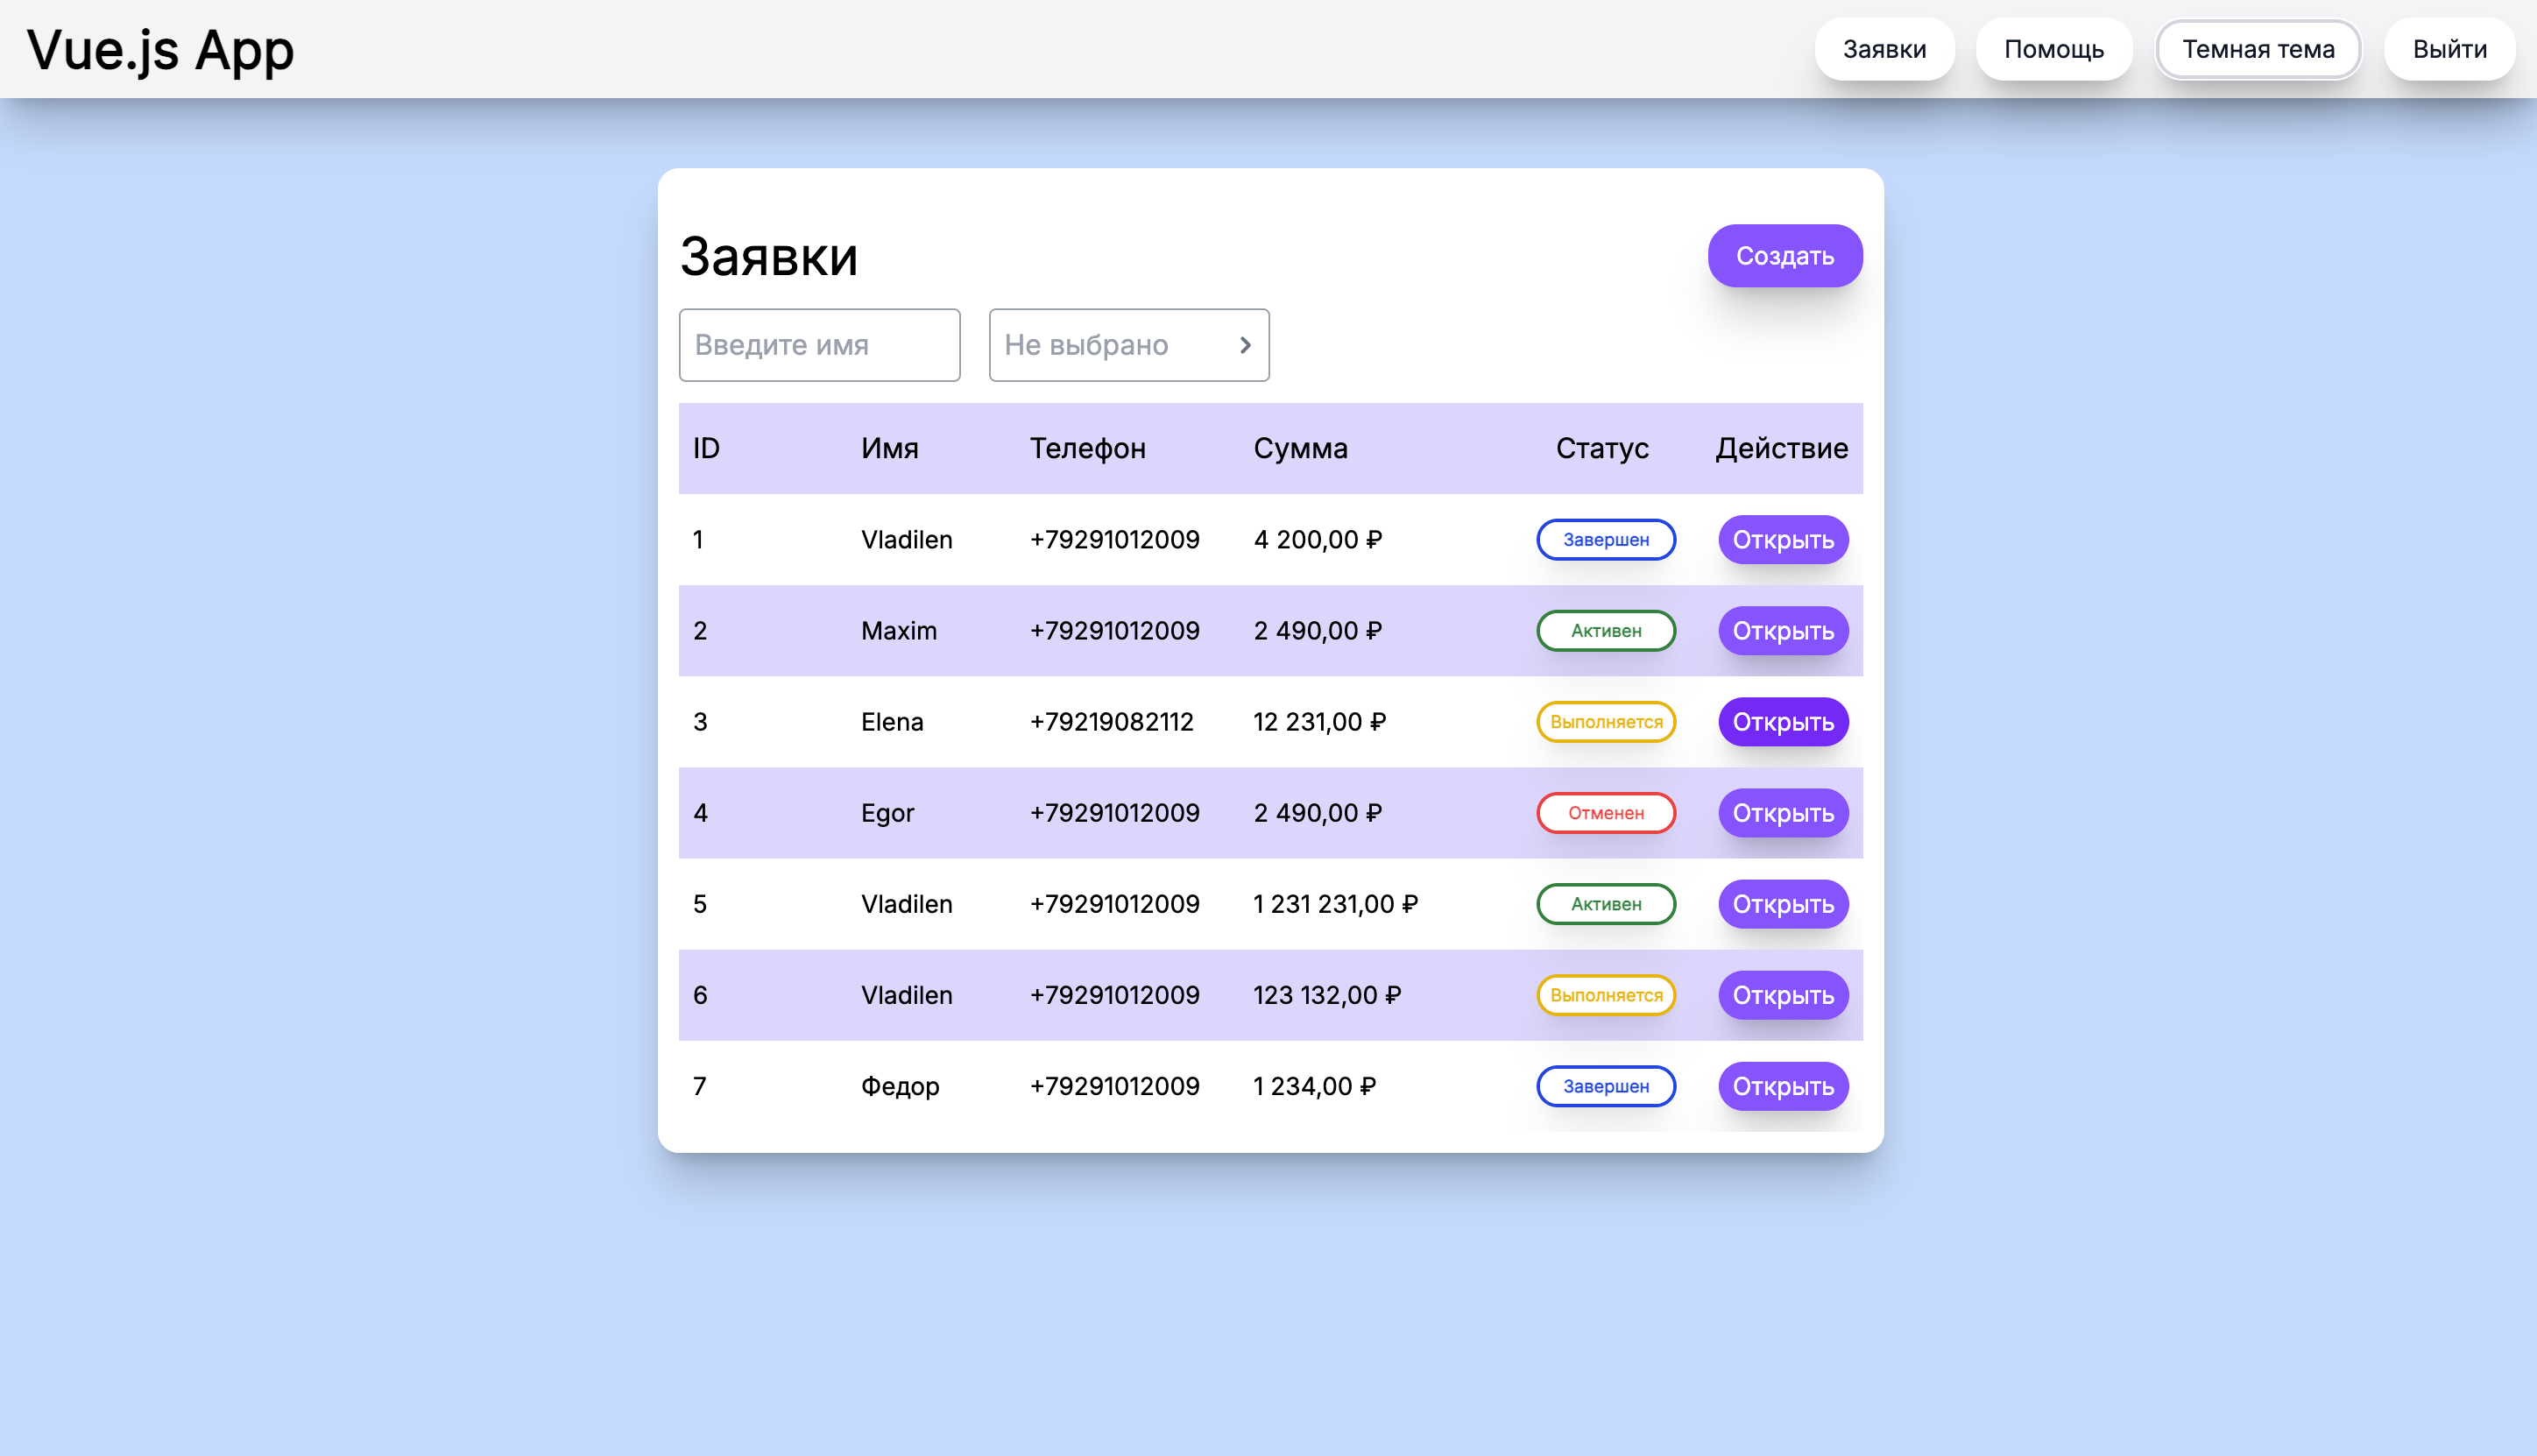 Vue.js App Заявки Помощь Темная тема Выйти
Заявки Создать
Введите имя Не выбрано
ID Имя Телефон Сумма Статус Действие
1 Vladilen +79291012009 4 200,00 ₽ Завершен Открыть
2 Maxim +79291012009 2 490,00 ₽ Активен Открыть
3 Elena +79219082112 12 231,00 ₽ Выполняется Открыть
4 Egor +79291012009 2 490,00 ₽ Отменен Открыть
5 Vladilen +79291012009 1 231 231,00 ₽ Активен Открыть
6 Vladilen +79291012009 123 132,00 ₽ Выполняется Открыть
7 Федор +79291012009 1 234,00 ₽ Завершен Открыть